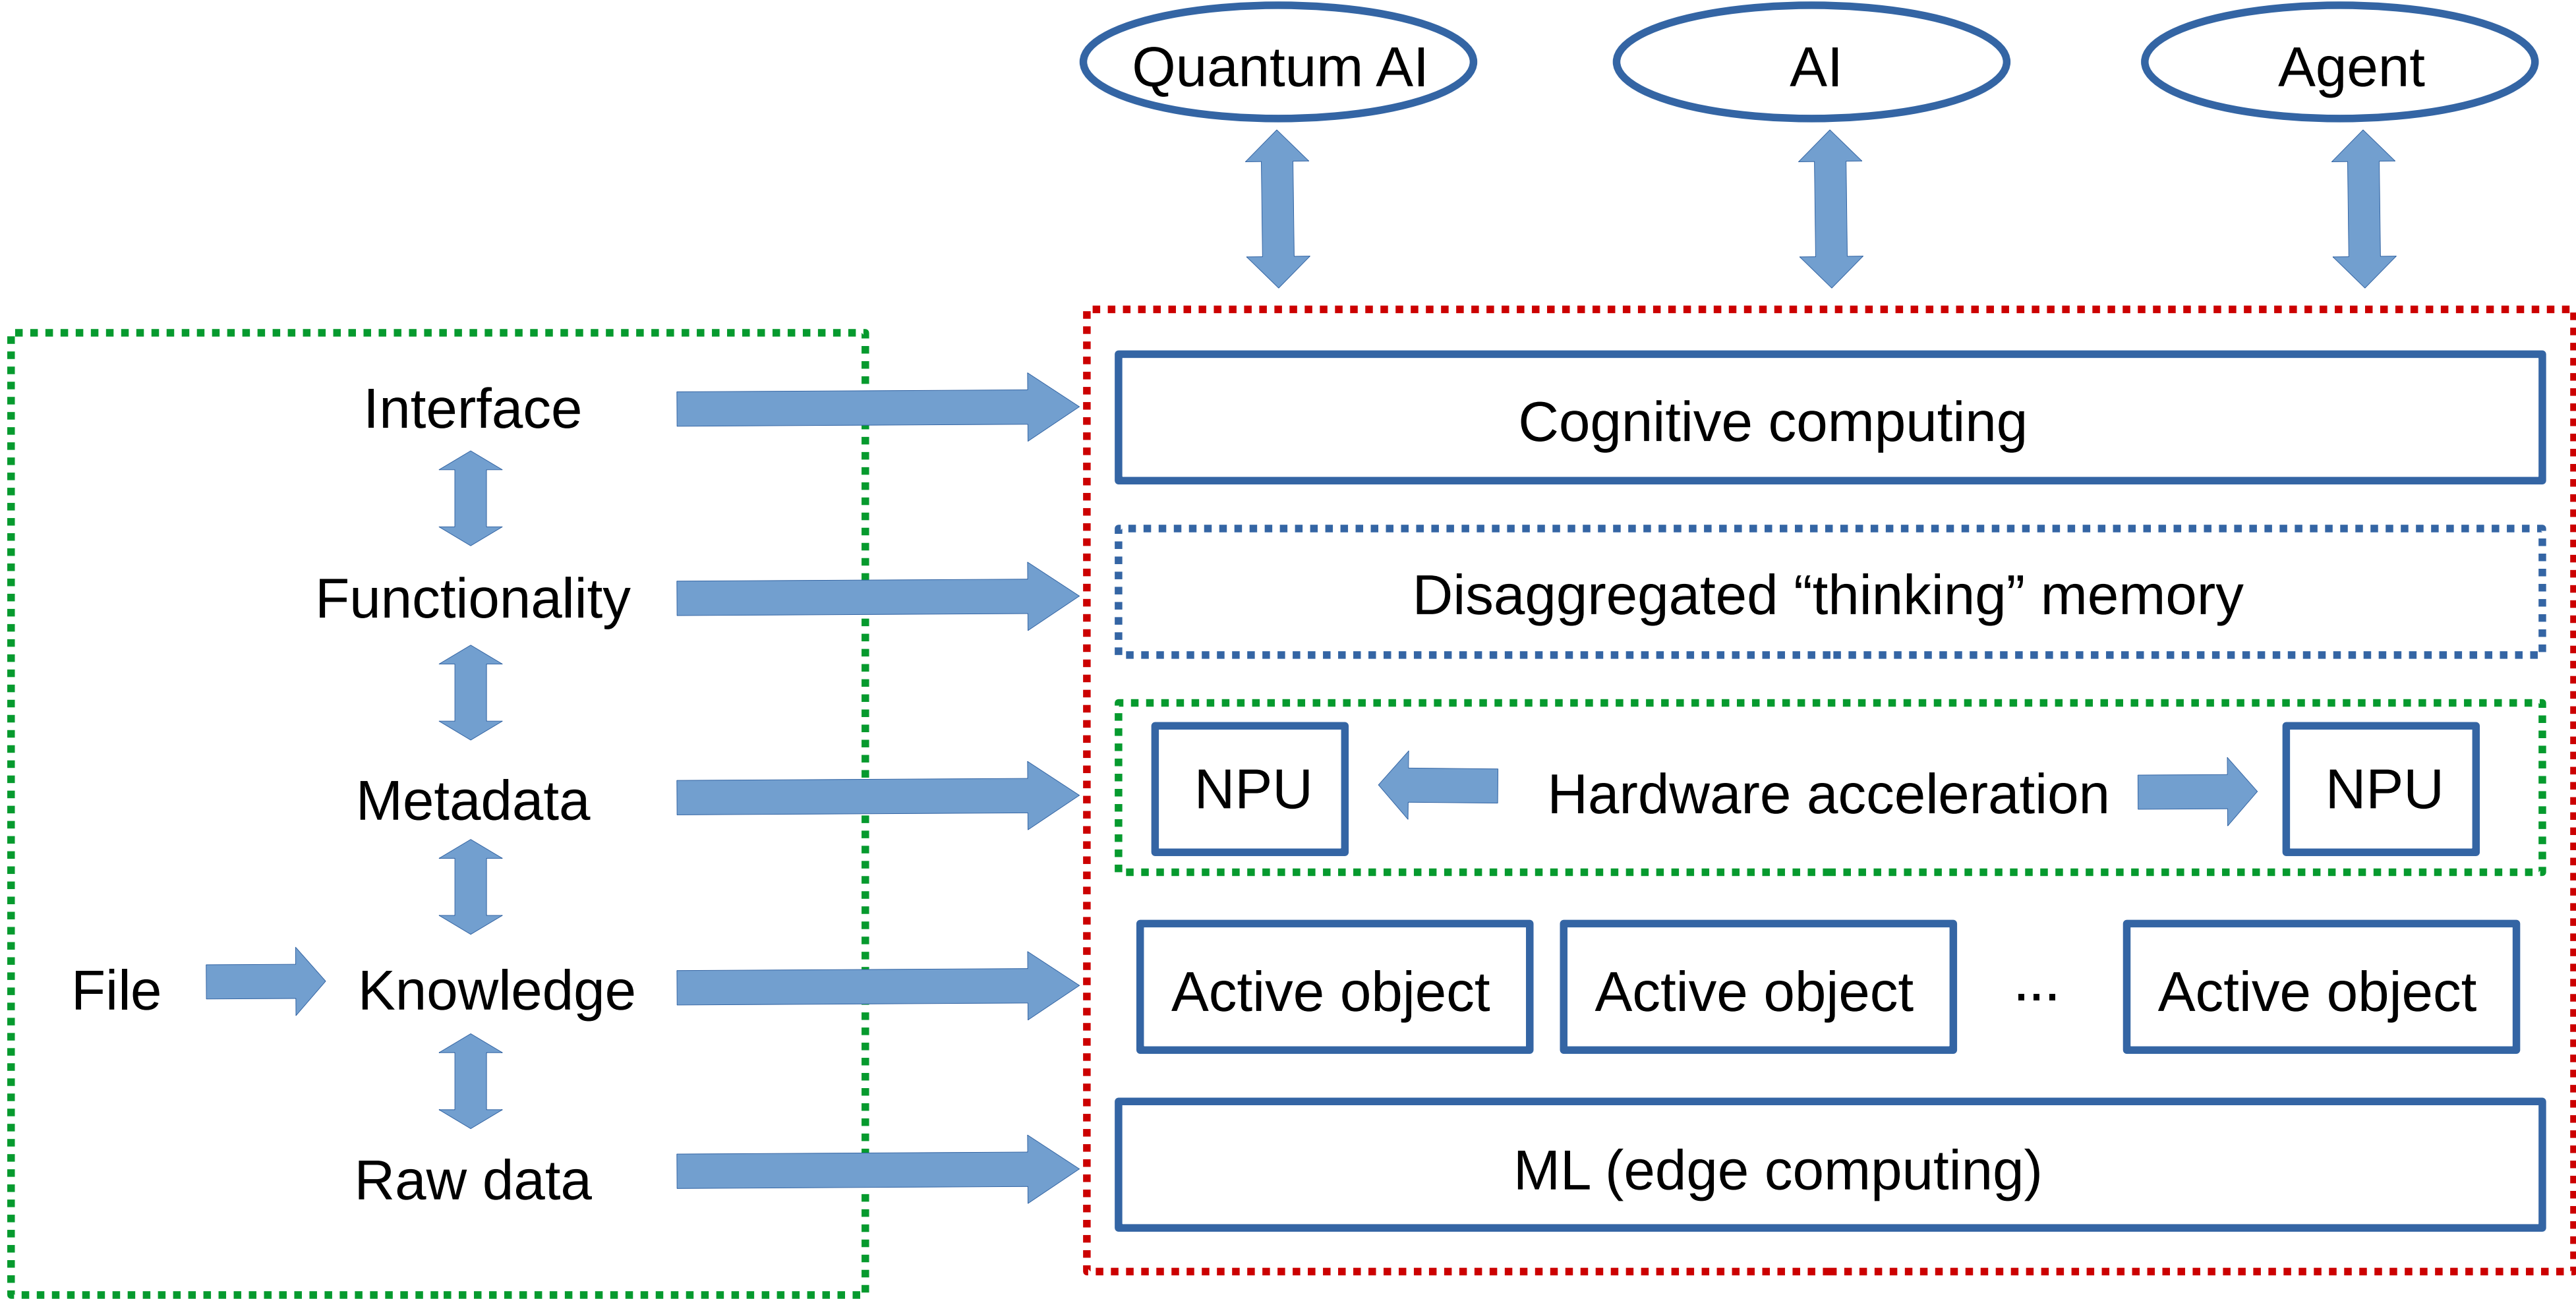 Quantum AI
AI
Agent
Interface
Cognitive computing
Functionality
Disaggregated “thinking” memory
Metadata
NPU
Hardware acceleration
NPU
File
Knowledge
Active object
Active object
...
Active object
Raw data
ML (edge computing)